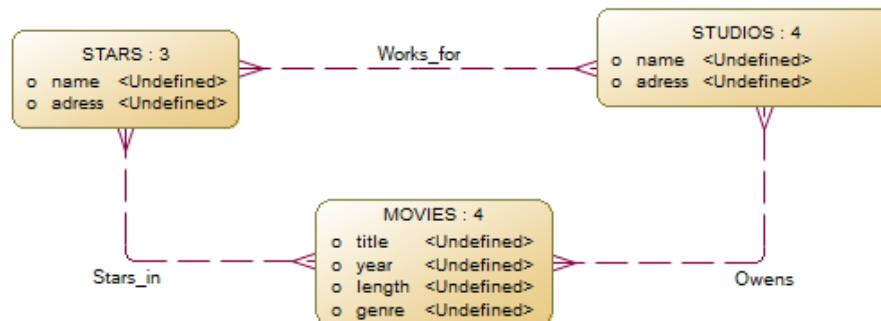 STARS : 3
o name <Undefined>
o adress <Undefined>
Works_for
STUDIOS : 4
o name <Undefined>
o adress <Undefined>
MOVIES : 4
o title <Undefined>
o year <Undefined>
o length <Undefined>
o genre <Undefined>
Stars_in
Owens